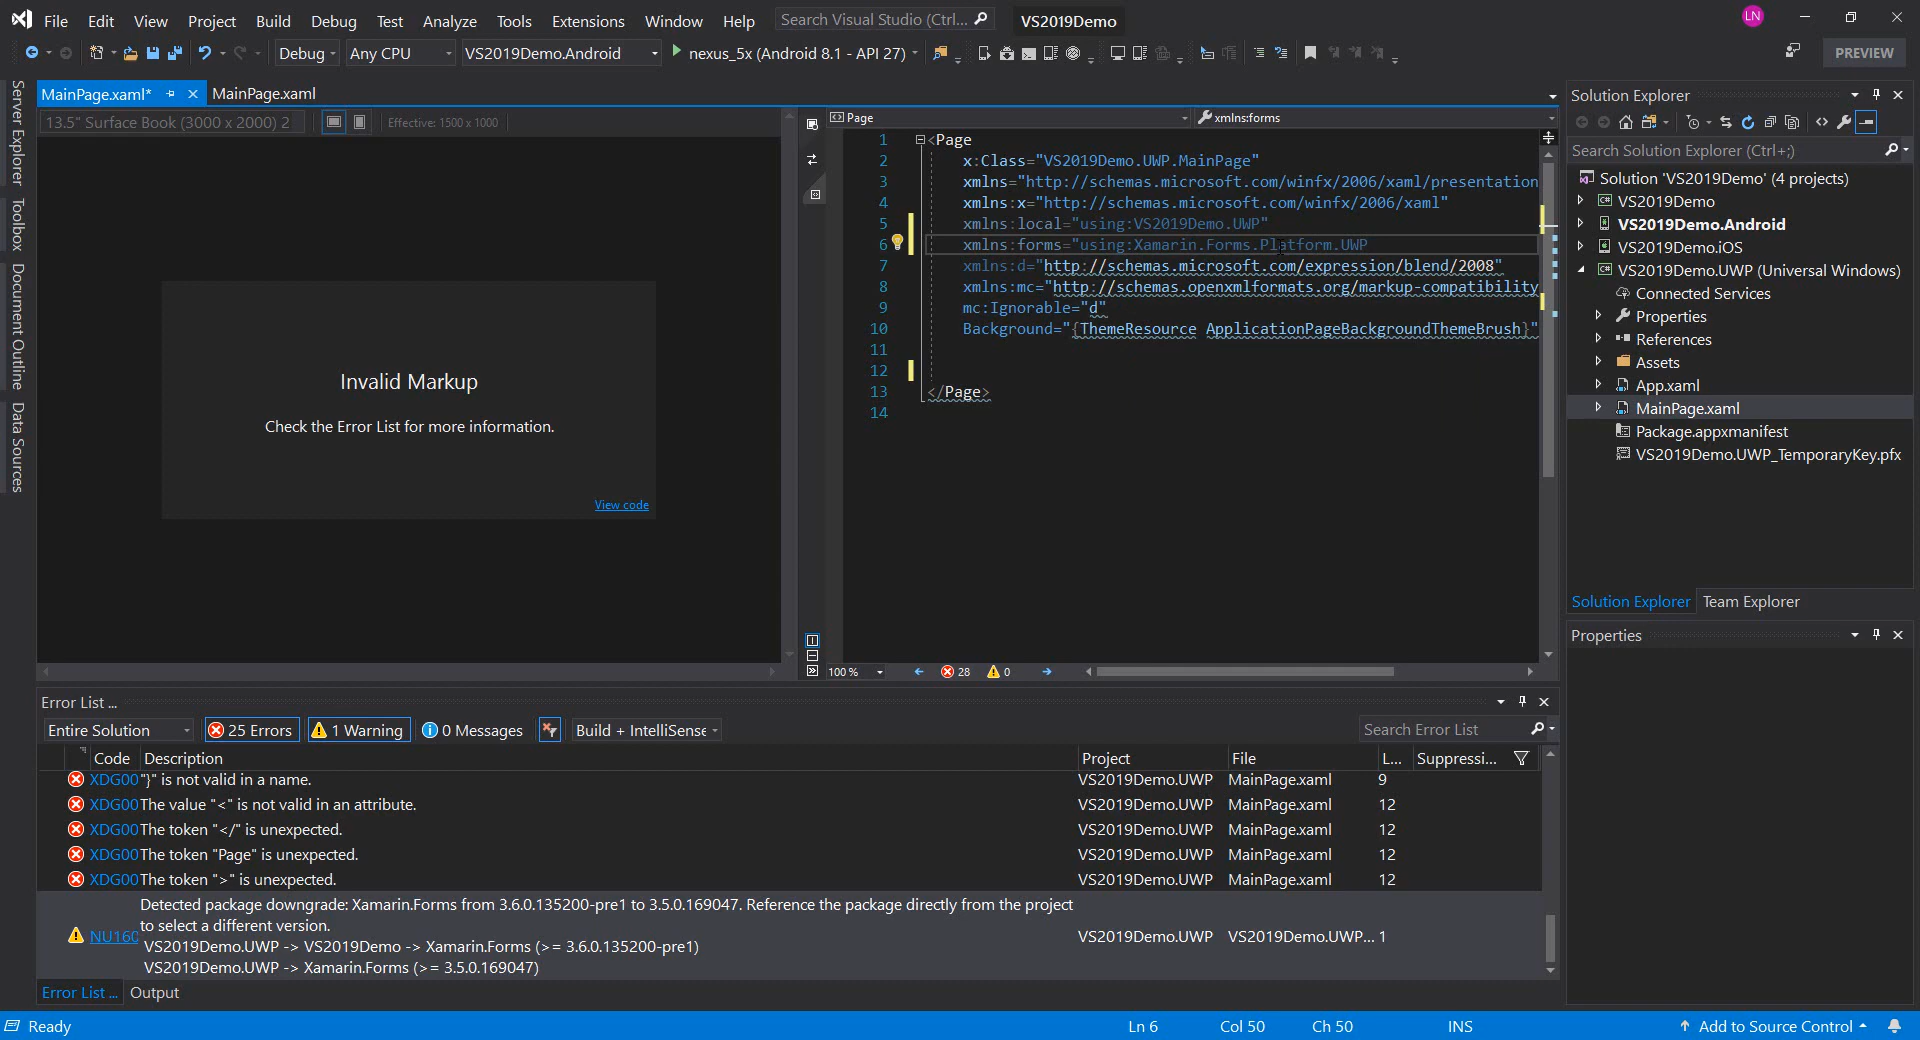 File Edit View Project Build Debug Test Analyze Tools Extensions Window Help Search Visual Studio (Ctrl... VS2019Demo LN
Debug Any CPU VS2019Demo.Android nexus_5x (Android 8.1 - API 27) PREVIEW
Server Explorer
Toolbox
Document Outline
Data Sources
MainPage.xaml* MainPage.xaml
13.5" Surface Book (3000 x 2000) 2 Effective: 1500 x 1000
Invalid Markup
Check the Error List for more information.
View code
Page xmlns:forms
1 <Page
2 x:Class="VS2019Demo.UWP.MainPage"
3 xmlns="http://schemas.microsoft.com/winfx/2006/xaml/presentation
4 xmlns:x="http://schemas.microsoft.com/winfx/2006/xaml"
5 xmlns:local="using:VS2019Demo.UWP"
6 xmlns:forms="using:Xamarin.Forms.Platform.UWP
7 xmlns:d="http://schemas.microsoft.com/expression/blend/2008"
8 xmlns:mc="http://schemas.openxmlformats.org/markup-compatibility
9 mc:Ignorable="d"
10 Background="{ThemeResource ApplicationPageBackgroundThemeBrush}"
11
12
13 </Page>
14
100 % 28 0
Solution Explorer
Search Solution Explorer (Ctrl+;)
Solution 'VS2019Demo' (4 projects)
VS2019Demo
VS2019Demo.Android
VS2019Demo.iOS
VS2019Demo.UWP (Universal Windows)
Connected Services
Properties
References
Assets
App.xaml
MainPage.xaml
Package.appxmanifest
VS2019Demo.UWP_TemporaryKey.pfx
Solution Explorer Team Explorer
Properties
Error List ...
Entire Solution 25 Errors 1 Warning 0 Messages Build + IntelliSense Search Error List
Code Description Project File L... Suppressi...
XDG00 "}" is not valid in a name. VS2019Demo.UWP MainPage.xaml 9
XDG00 The value "<" is not valid in an attribute. VS2019Demo.UWP MainPage.xaml 12
XDG00 The token "</" is unexpected. VS2019Demo.UWP MainPage.xaml 12
XDG00 The token "Page" is unexpected. VS2019Demo.UWP MainPage.xaml 12
XDG00 The token ">" is unexpected. VS2019Demo.UWP MainPage.xaml 12
Detected package downgrade: Xamarin.Forms from 3.6.0.135200-pre1 to 3.5.0.169047. Reference the package directly from the project
to select a different version.
NU160 VS2019Demo.UWP VS2019Demo.UWP... 1
VS2019Demo.UWP -> VS2019Demo -> Xamarin.Forms (>= 3.6.0.135200-pre1)
VS2019Demo.UWP -> Xamarin.Forms (>= 3.5.0.169047)
Error List ... Output
Ready Ln 6 Col 50 Ch 50 INS Add to Source Control